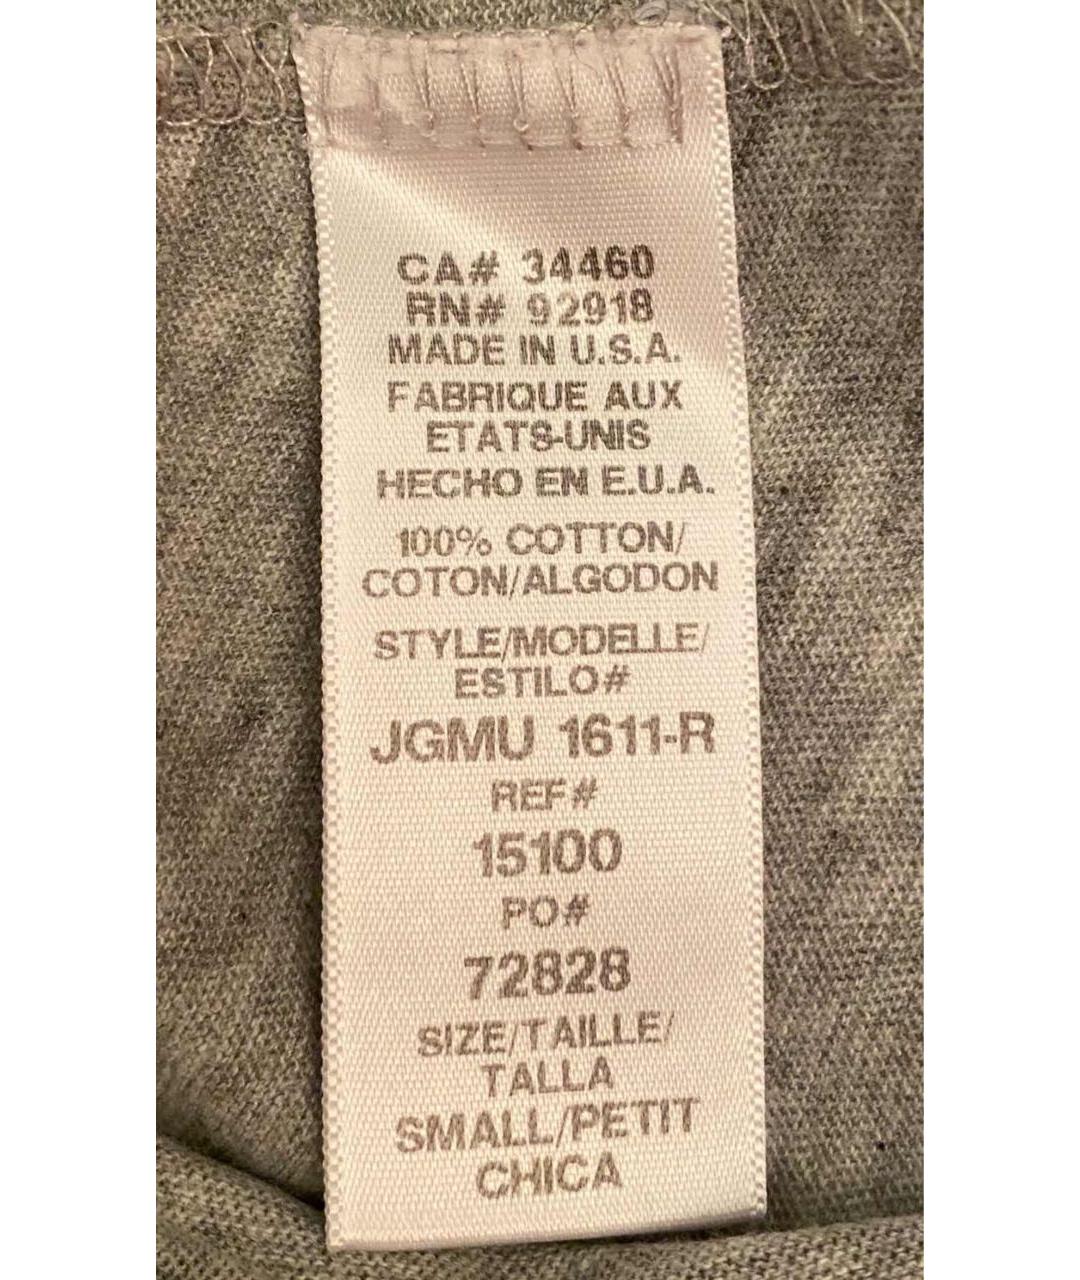 CA# 34460
RN# 92918
MADE IN U.S.A.
FABRIQUE AUX
ETATS-UNIS
HECHO EN E.U.A.
100% COTTON/
COTON/ALGODON
STYLE/MODELLE/
ESTILO#
JGMU 1611-R
REF#
15100
PO#
72828
SIZE/TAILLE/
TALLA
SMALL/PETIT
CHICA